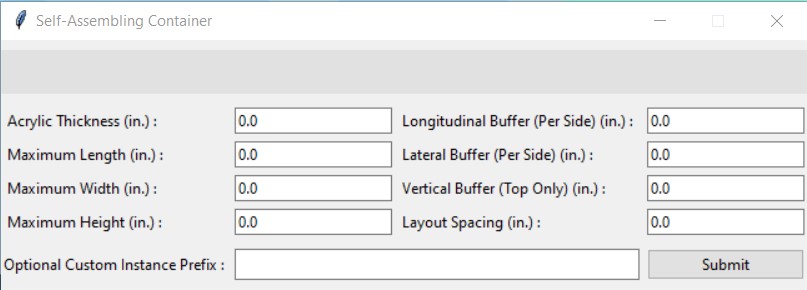 Self-Assembling Container
Acrylic Thickness (in.) : 0.0 Longitudinal Buffer (Per Side) (in.) : 0.0
Maximum Length (in.) : 0.0 Lateral Buffer (Per Side) (in.) : 0.0
Maximum Width (in.) : 0.0 Vertical Buffer (Top Only) (in.) : 0.0
Maximum Height (in.) : 0.0 Layout Spacing (in.) : 0.0
Optional Custom Instance Prefix : Submit